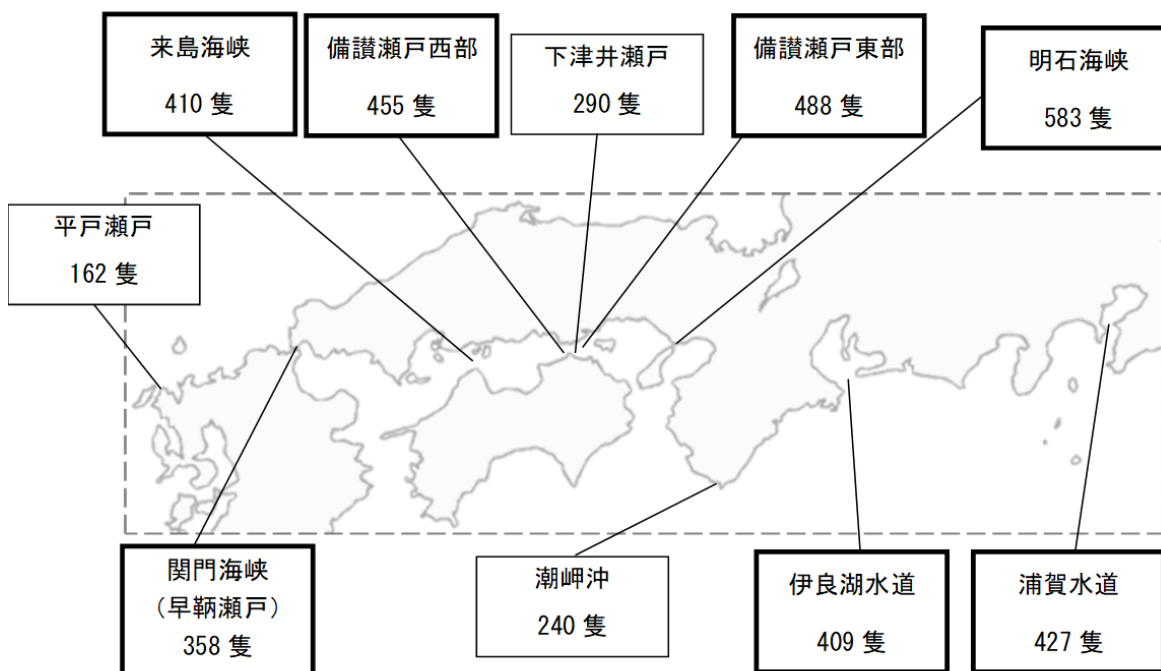 来島海峡
410 隻
備讃瀬戸西部
455 隻
下津井瀬戸
290 隻
備讃瀬戸東部
488 隻
明石海峡
583 隻
平戸瀬戸
162 隻
関門海峡
（早鞆瀬戸）
358 隻
潮岬沖
240 隻
伊良湖水道
409 隻
浦賀水道
427 隻